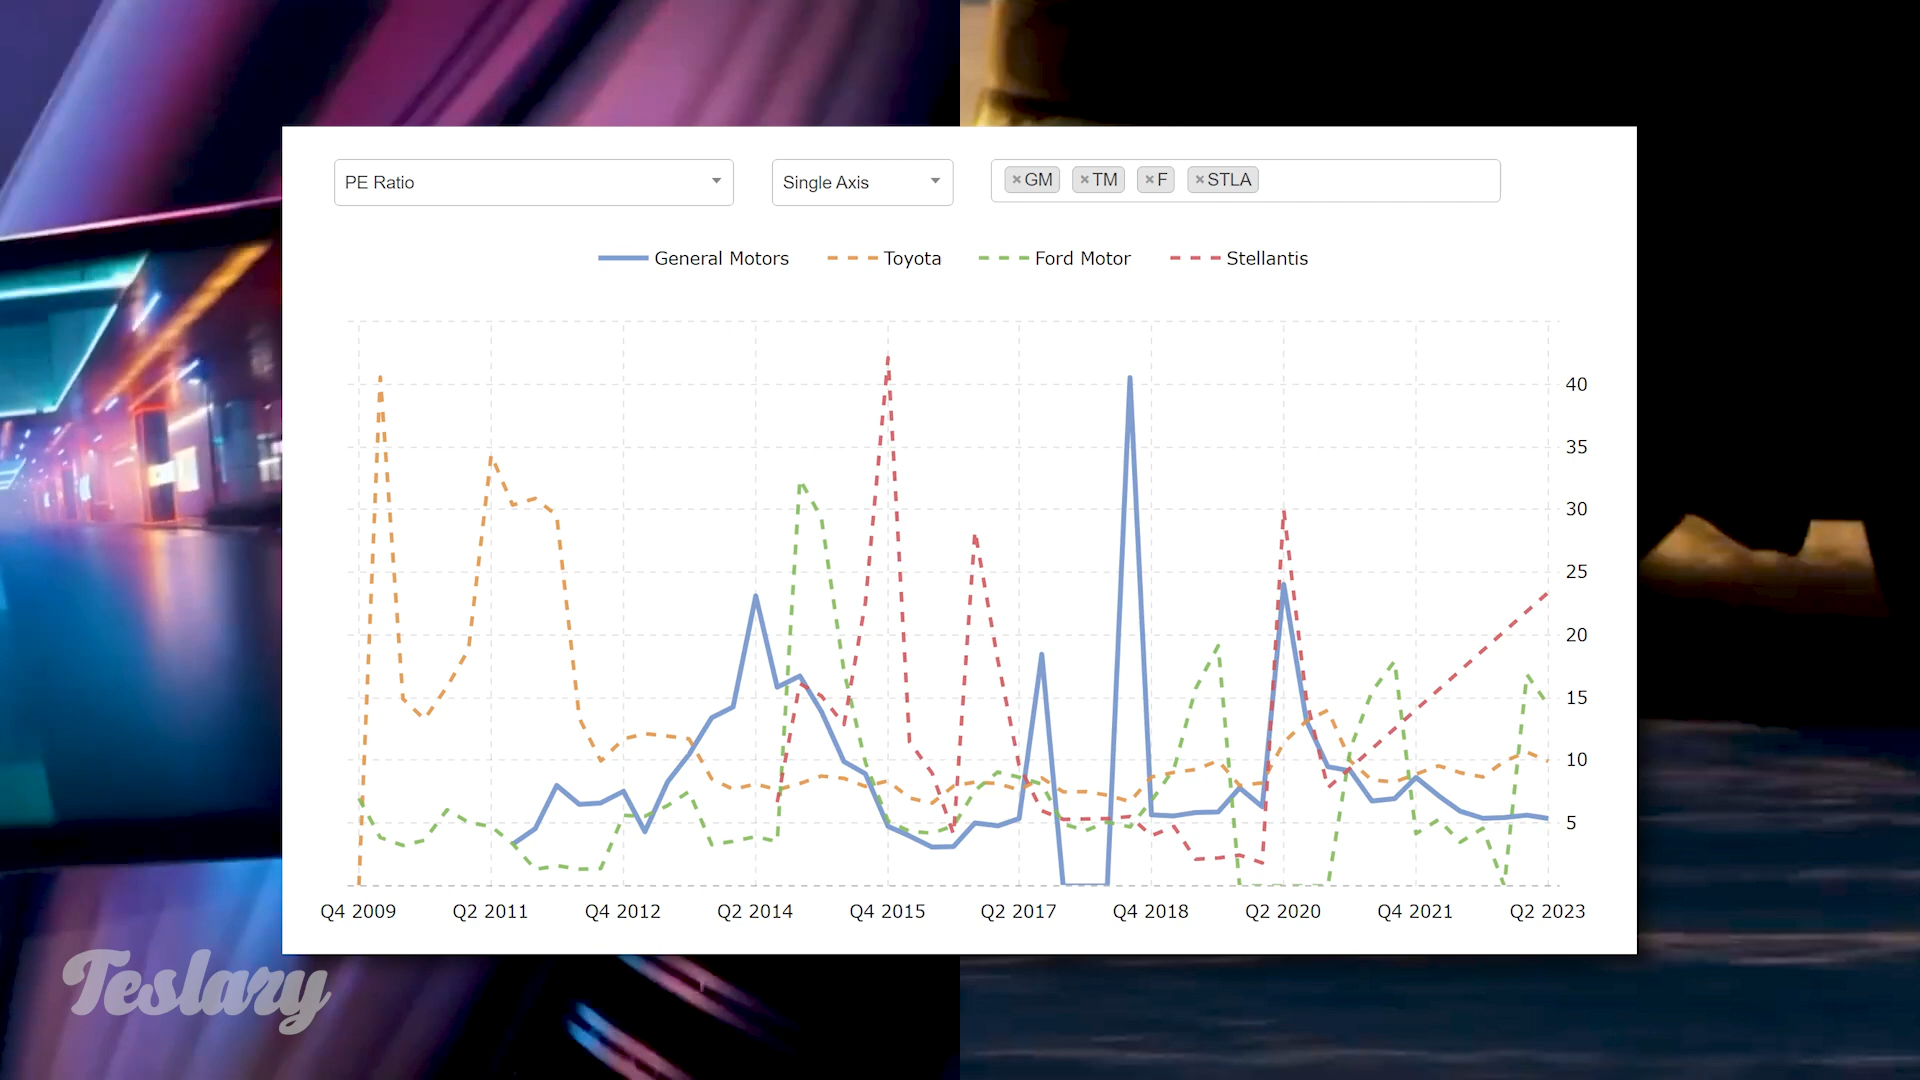 PE Ratio
Single Axis
×GM ×TM ×F ×STLA
General Motors Toyota Ford Motor Stellantis
40
35
30
25
20
15
10
5
Q4 2009 Q2 2011 Q4 2012 Q2 2014 Q4 2015 Q2 2017 Q4 2018 Q2 2020 Q4 2021 Q2 2023
Teslary